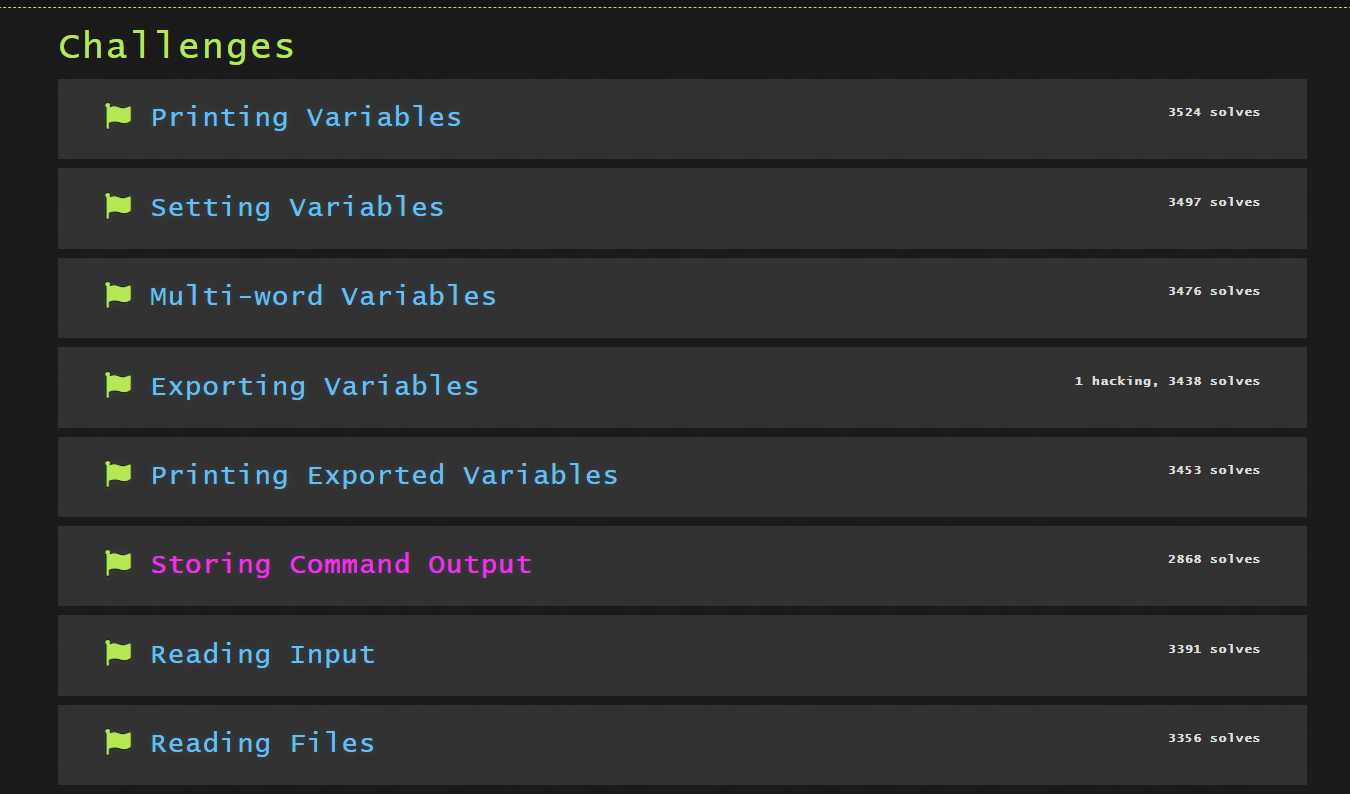 Challenges
Printing Variables 3524 solves
Setting Variables 3497 solves
Multi-word Variables 3476 solves
Exporting Variables 1 hacking, 3438 solves
Printing Exported Variables 3453 solves
Storing Command Output 2868 solves
Reading Input 3391 solves
Reading Files 3356 solves